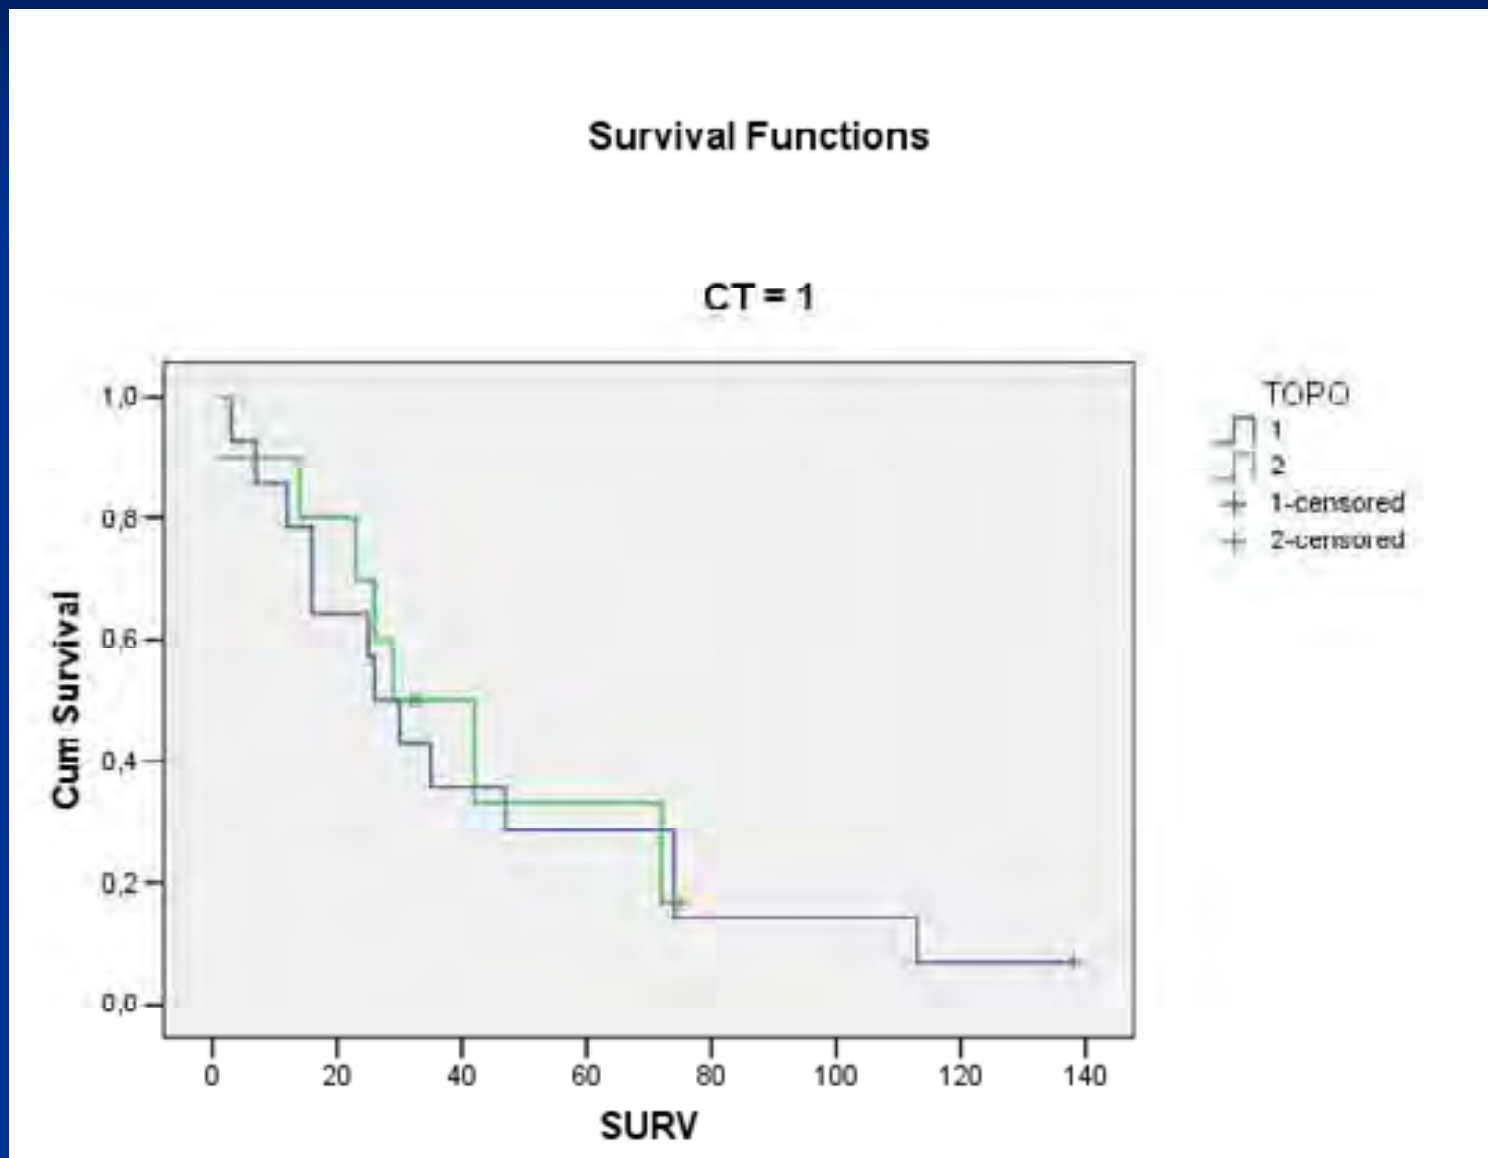 Survival Functions
CT = 1
1,0
0,8
0,6
0,4
0,2
0,0
Cum Survival
0 20 40 60 80 100 120 140
SURV
TOPO
1
2
1-censored
2-censored